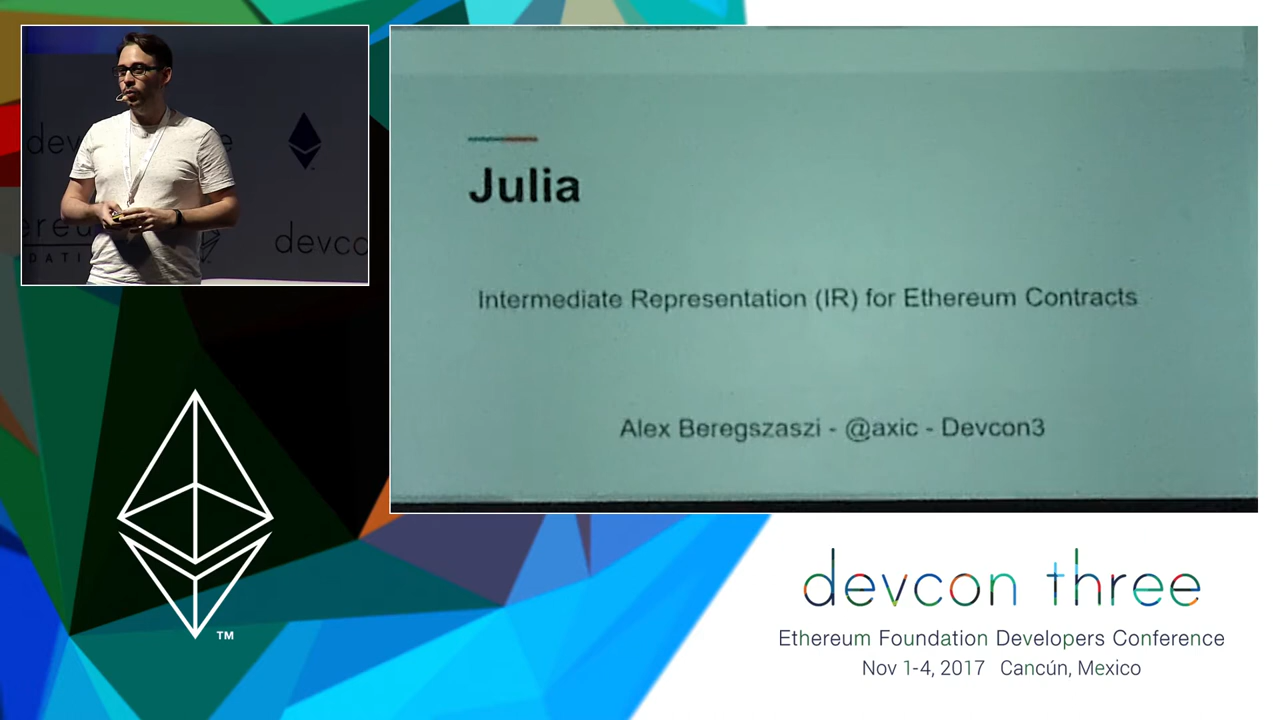 Julia
Intermediate Representation (IR) for Ethereum Contracts
Alex Beregszaszi - @axic - Devcon3
TM
devcon three
Ethereum Foundation Developers Conference
Nov 1-4, 2017 Cancún, Mexico